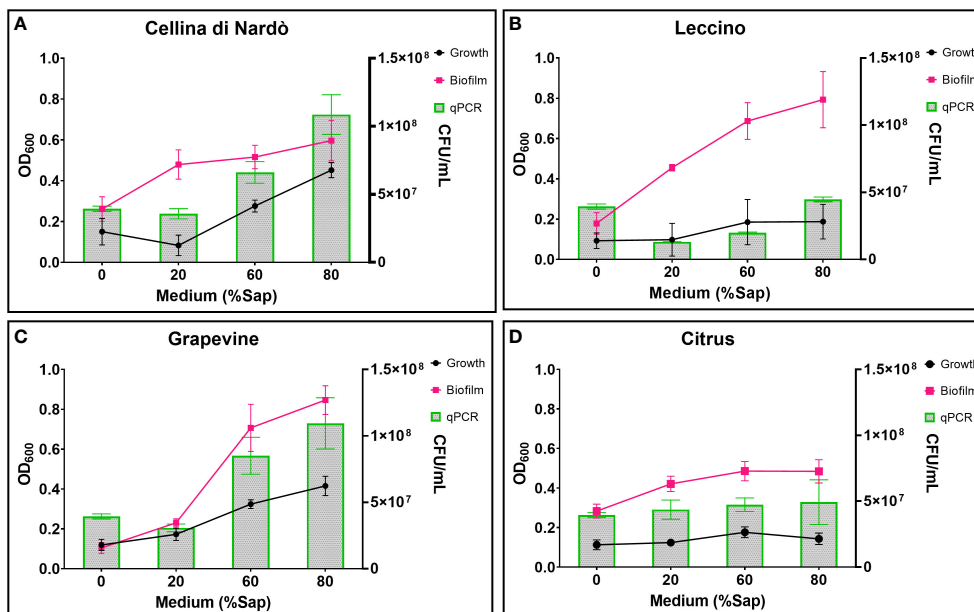 A
Cellina di Nardò
Growth
Biofilm
qPCR
1.0
0.8
0.6
0.4
0.2
0.0
OD600
1.5×10⁸
1×10⁸
5×10⁷
0
CFU/mL
0 20 60 80
Medium (%Sap)
B
Leccino
Growth
Biofilm
qPCR
1.0
0.8
0.6
0.4
0.2
0.0
OD600
1.5×10⁸
1×10⁸
5×10⁷
0
CFU/mL
0 20 60 80
Medium (%Sap)
C
Grapevine
Growth
Biofilm
qPCR
1.0
0.8
0.6
0.4
0.2
0.0
OD600
1.5×10⁸
1×10⁸
5×10⁷
0
CFU/mL
0 20 60 80
Medium (%Sap)
D
Citrus
Growth
Biofilm
qPCR
1.0
0.8
0.6
0.4
0.2
0.0
OD600
1.5×10⁸
1×10⁸
5×10⁷
0
CFU/mL
0 20 60 80
Medium (%Sap)